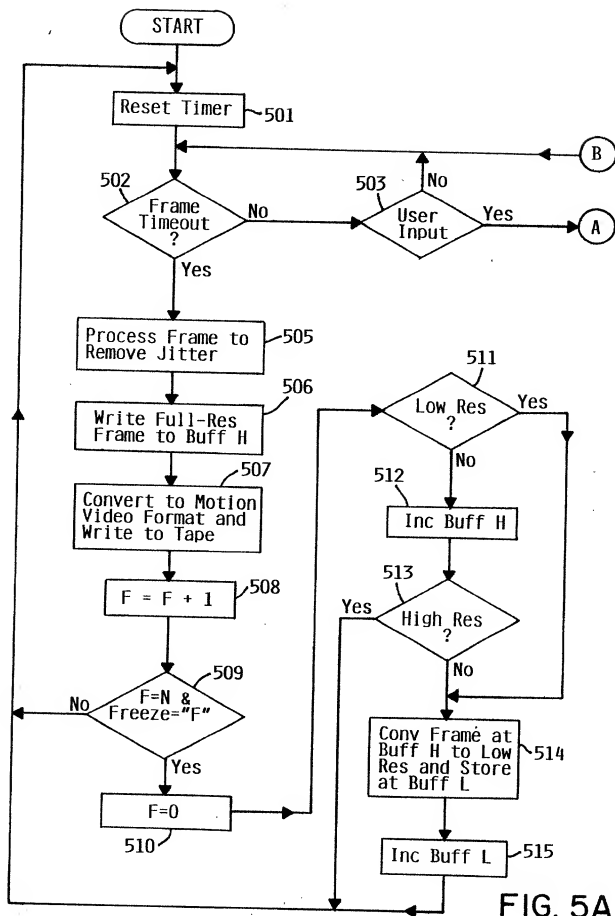 START
Reset Timer
501
B
502
Frame
Timeout
?
No
503
User
Input
No
Yes
A
Yes
Process Frame to
Remove Jitter
505
506
Write Full-Res
Frame to Buff H
507
Convert to Motion
Video Format and
Write to Tape
F = F + 1
508
509
F=N &
Freeze="F"
No
Yes
F=0
510
511
Low Res
?
Yes
No
512
Inc Buff H
513
High Res
?
Yes
No
Conv Frame at
Buff H to Low
Res and Store
at Buff L
514
Inc Buff L
515
FIG. 5A